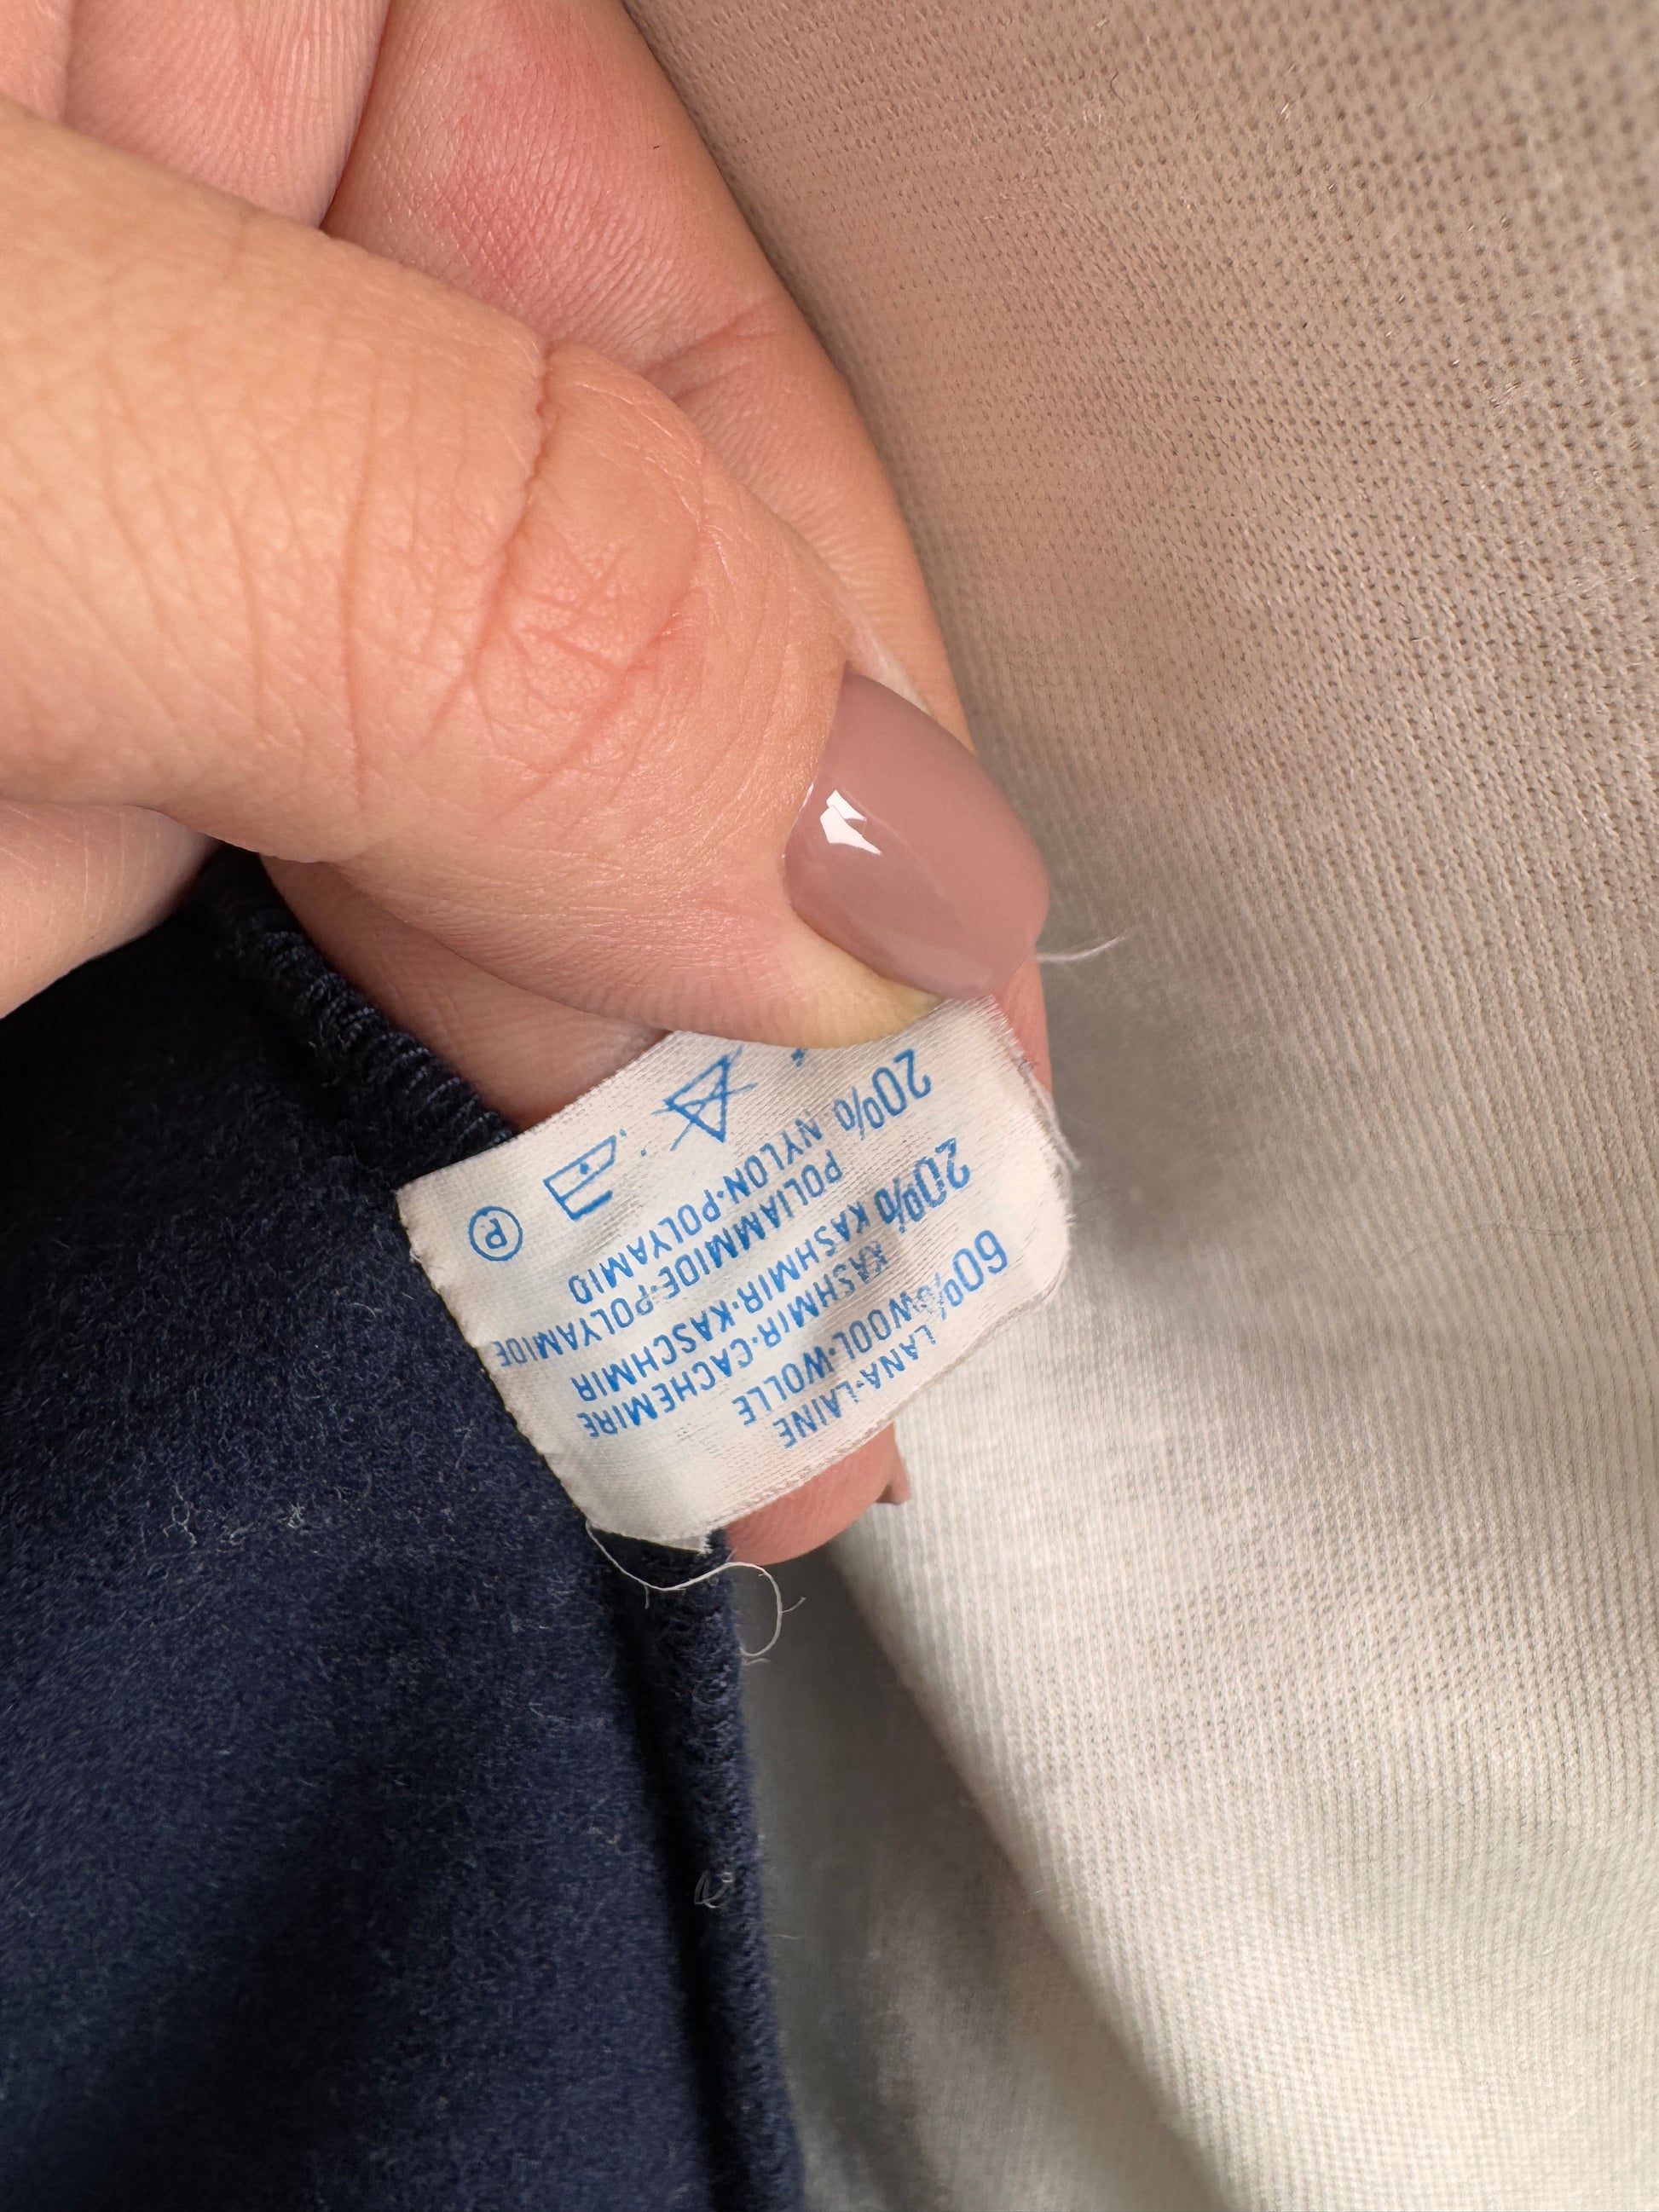 60% LANA·LAINE
WOOL·WOLLE
20% KASHMIR·CACHEMIRE
KASHMIR·KASCHMIR
20% POLIAMMIDE·POLYAMIDE
NYLON·POLYAMID
P